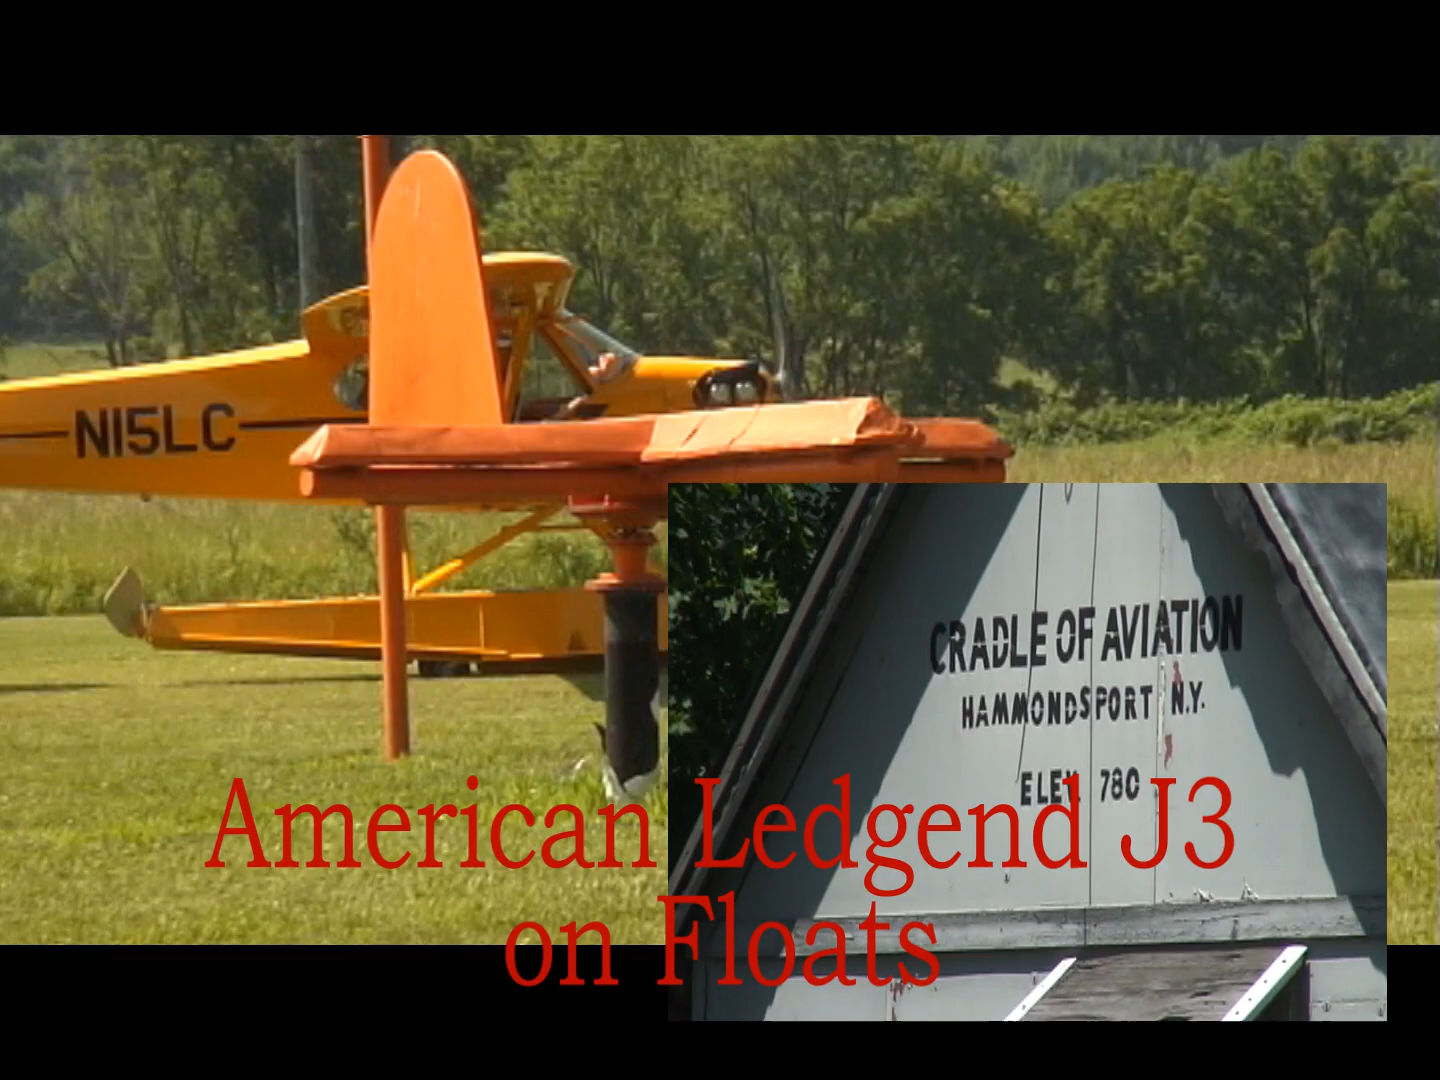 N15LC
CRADLE OF AVIATION
HAMMONDSPORT N.Y.
ELEV. 780
American Ledgend J3
on Floats